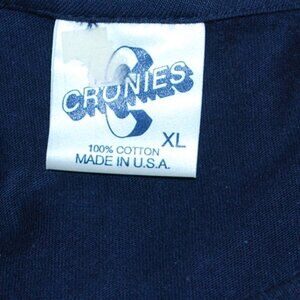 CRONIES
XL
100% COTTON
MADE IN U.S.A.